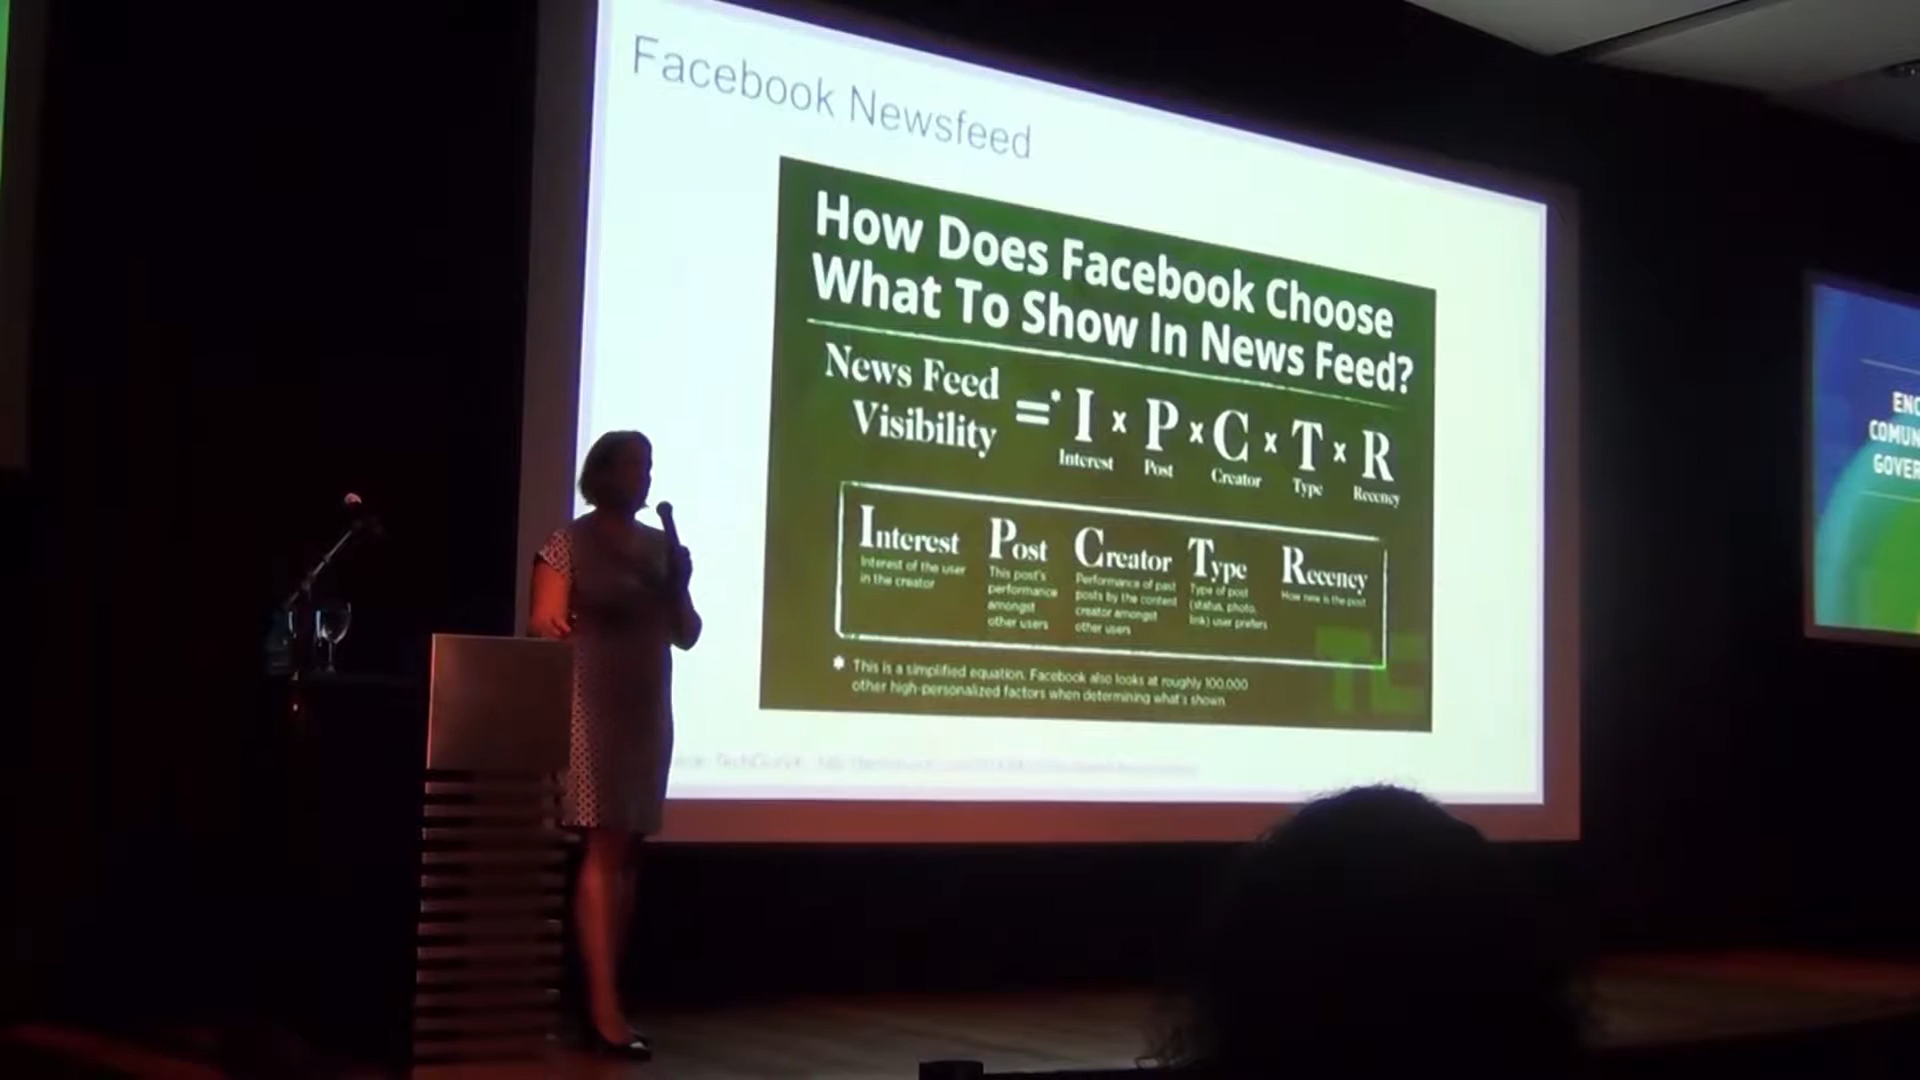 Facebook Newsfeed
How Does Facebook Choose
What To Show In News Feed?
News Feed
Visibility
=* I x P x C x T x R
Interest Post Creator Type Recency
Interest
Interest of the user
in the creator
Post
This post's
performance
amongst
other users
Creator
Performance of past
posts by the content
creator amongst
other users
Type
Type of post
(status, photo,
link) user prefers
Recency
How new is the post
* This is a simplified equation. Facebook also looks at roughly 100,000
other high-personalized factors when determining what's shown.
TC
ENC
COMUN
GOVER